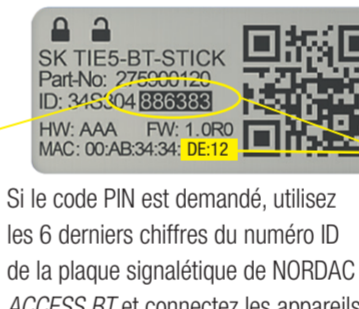 SK TIE5-BT-STICK
Part-No: 275900120
ID: 34S304 886383
HW: AAA FW: 1.0R0
MAC: 00:AB:34:34: DE:12
Si le code PIN est demandé, utilisez
les 6 derniers chiffres du numéro ID
de la plaque signalétique de NORDAC
ACCESS BT et connectez les appareils